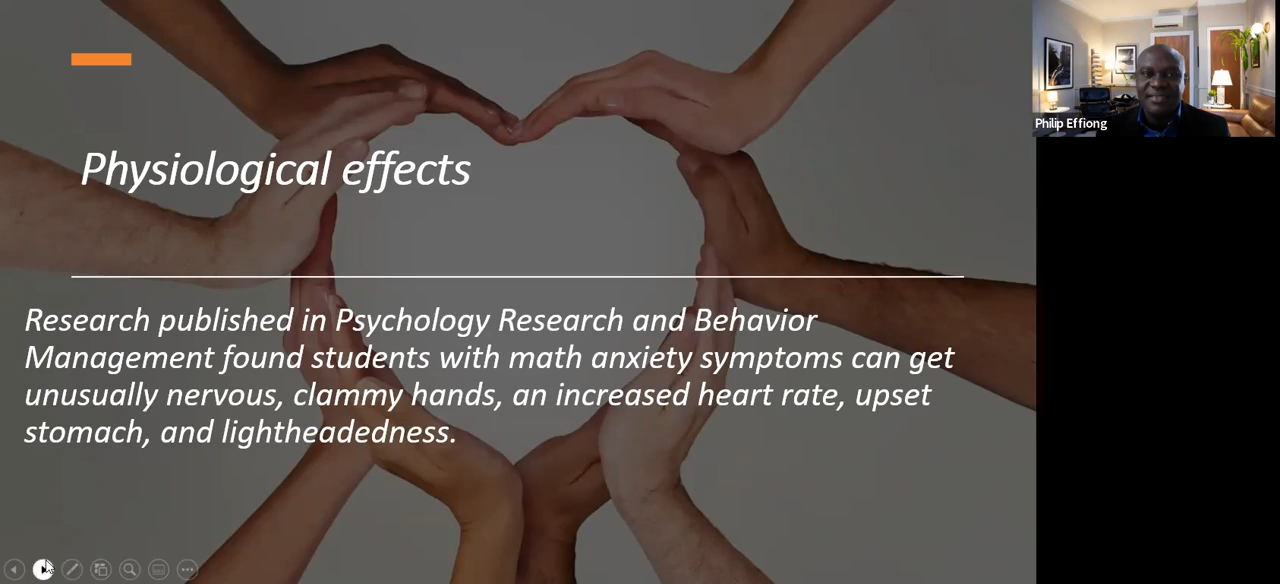 Physiological effects
Research published in Psychology Research and Behavior
Management found students with math anxiety symptoms can get
unusually nervous, clammy hands, an increased heart rate, upset
stomach, and lightheadedness.
Philip Effiong